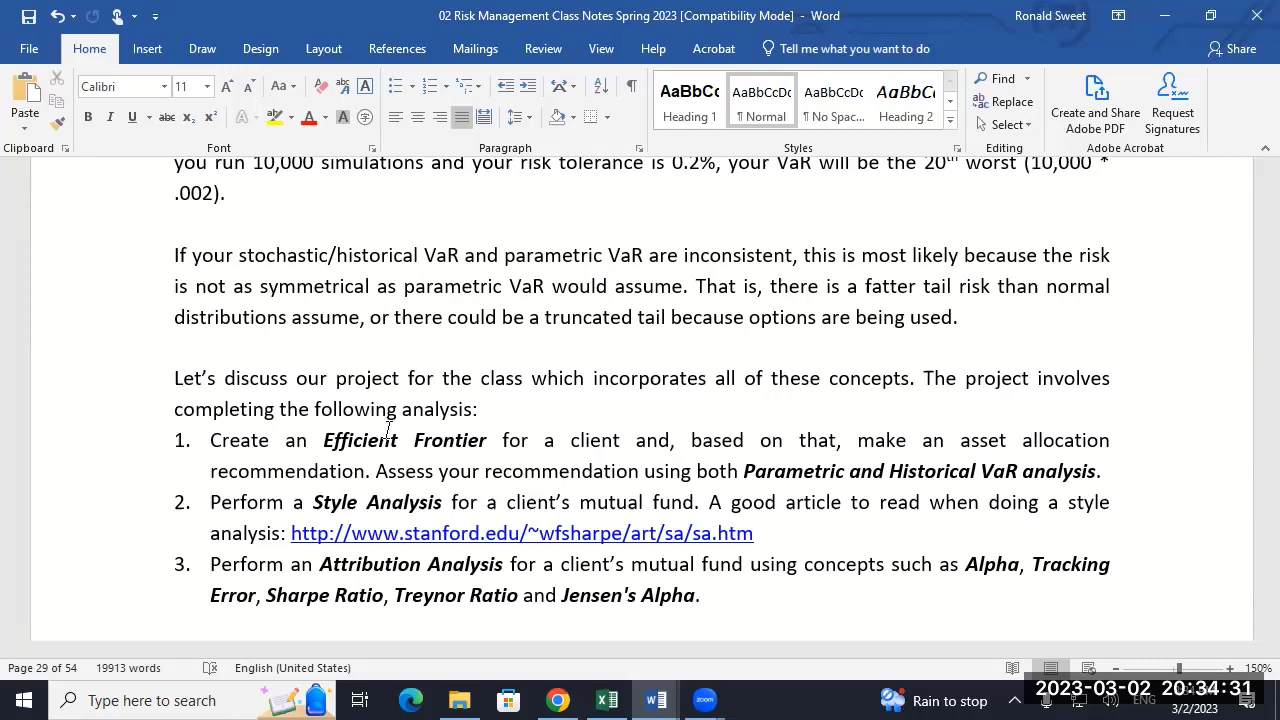 02 Risk Management Class Notes Spring 2023 [Compatibility Mode] - Word
Ronald Sweet
File Home Insert Draw Design Layout References Mailings Review View Help Acrobat Tell me what you want to do Share
Paste
Calibri 11 Aa
AaBbCc AaBbCcDc AaBbCcDc AaBbCc
Heading 1 ¶ Normal ¶ No Spac... Heading 2
Find
Replace
Select
Create and Share Adobe PDF
Request Signatures
Clipboard Font Paragraph Styles Editing Adobe Acrobat
you run 10,000 simulations and your risk tolerance is 0.2%, your VaR will be the 20th worst (10,000 *
.002).
If your stochastic/historical VaR and parametric VaR are inconsistent, this is most likely because the risk
is not as symmetrical as parametric VaR would assume. That is, there is a fatter tail risk than normal
distributions assume, or there could be a truncated tail because options are being used.
Let's discuss our project for the class which incorporates all of these concepts. The project involves
completing the following analysis:
1. Create an Efficient Frontier for a client and, based on that, make an asset allocation
recommendation. Assess your recommendation using both Parametric and Historical VaR analysis.
2. Perform a Style Analysis for a client's mutual fund. A good article to read when doing a style
analysis: http://www.stanford.edu/~wfsharpe/art/sa/sa.htm
3. Perform an Attribution Analysis for a client's mutual fund using concepts such as Alpha, Tracking
Error, Sharpe Ratio, Treynor Ratio and Jensen's Alpha.
Page 29 of 54 19913 words English (United States) 150%
Type here to search
Rain to stop
2023-03-02 20:34:31
ENG
3/2/2023